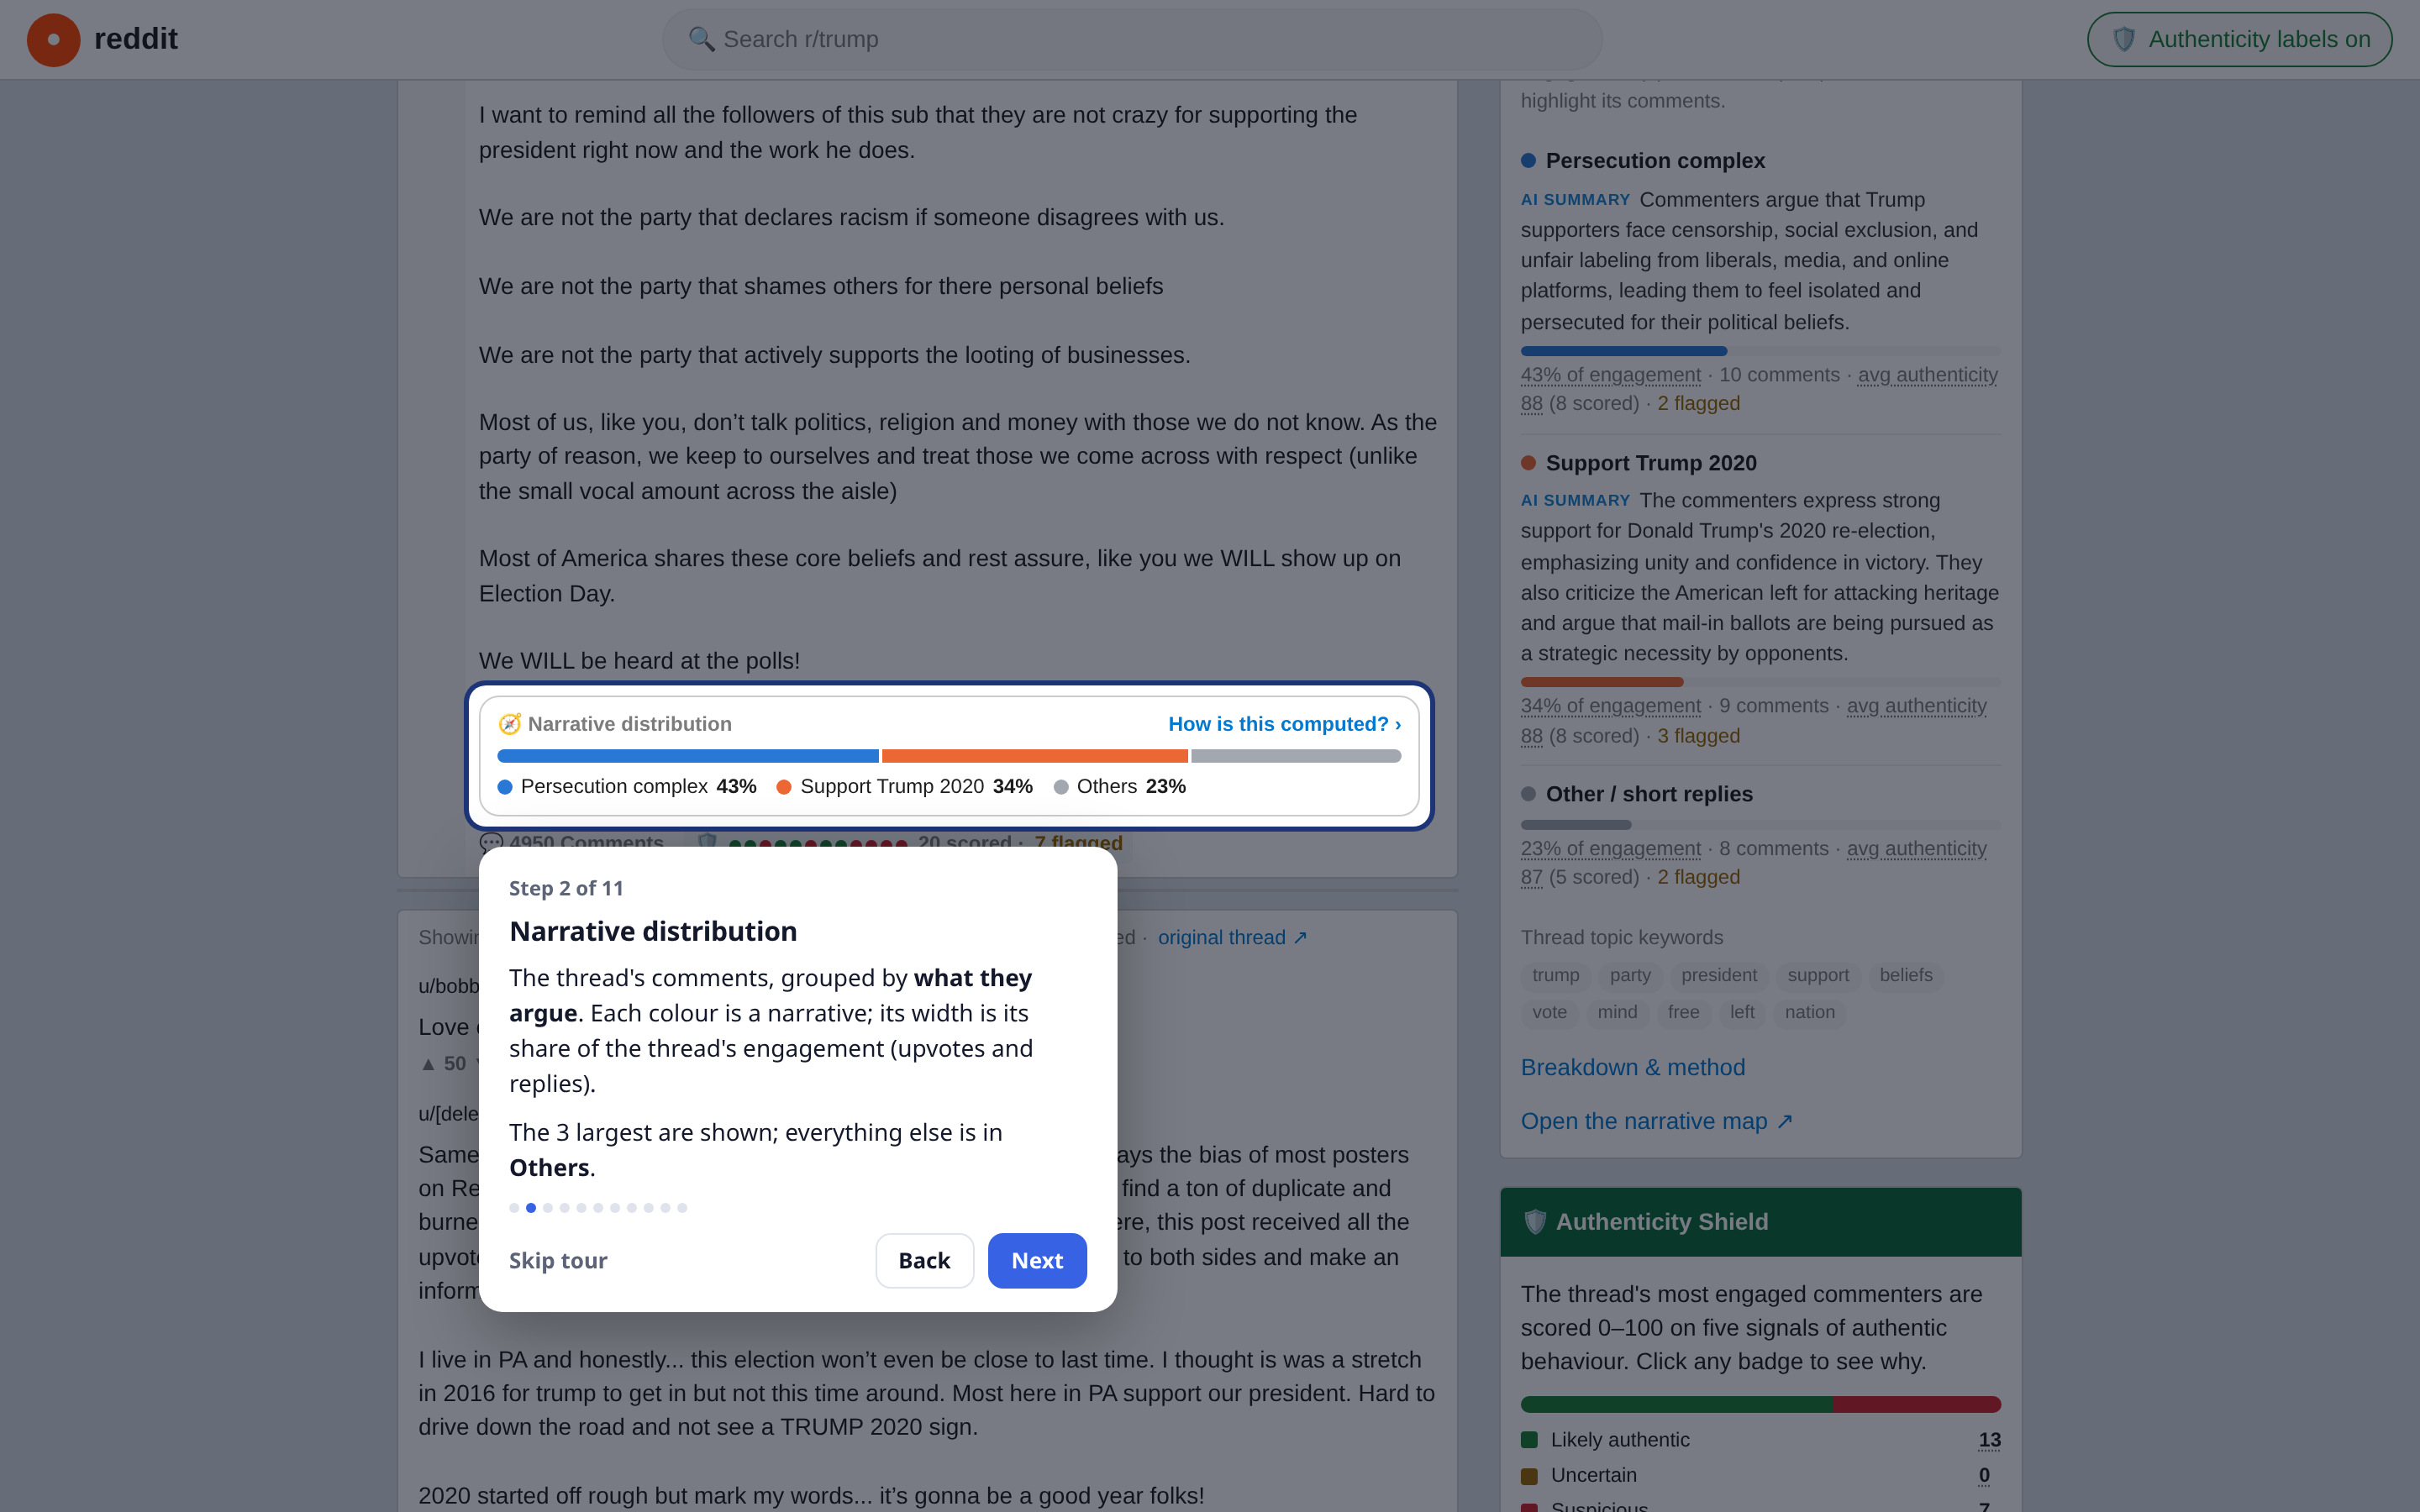 reddit
Search r/trump
Authenticity labels on
I want to remind all the followers of this sub that they are not crazy for supporting the
president right now and the work he does.
We are not the party that declares racism if someone disagrees with us.
We are not the party that shames others for there personal beliefs
We are not the party that actively supports the looting of businesses.
Most of us, like you, don’t talk politics, religion and money with those we do not know. As the
party of reason, we keep to ourselves and treat those we come across with respect (unlike
the small vocal amount across the aisle)
Most of America shares these core beliefs and rest assure, like you we WILL show up on
Election Day.
We WILL be heard at the polls!
Narrative distribution
How is this computed? ›
Persecution complex 43% Support Trump 2020 34% Others 23%
4950 Comments 20 scored · 7 flagged
Step 2 of 11
Narrative distribution
The thread's comments, grouped by what they
argue. Each colour is a narrative; its width is its
share of the thread's engagement (upvotes and
replies).
The 3 largest are shown; everything else is in
Others.
Skip tour
Back
Next
original thread ↗
u/bobb
Love
▲ 50
u/[dele
Same
ays the bias of most posters
on Re
find a ton of duplicate and
burne
ere, this post received all the
upvot
to both sides and make an
inform
I live in PA and honestly... this election won’t even be close to last time. I thought is was a stretch
in 2016 for trump to get in but not this time around. Most here in PA support our president. Hard to
drive down the road and not see a TRUMP 2020 sign.
2020 started off rough but mark my words... it’s gonna be a good year folks!
highlight its comments.
Persecution complex
AI SUMMARY Commenters argue that Trump
supporters face censorship, social exclusion, and
unfair labeling from liberals, media, and online
platforms, leading them to feel isolated and
persecuted for their political beliefs.
43% of engagement · 10 comments · avg authenticity
88 (8 scored) · 2 flagged
Support Trump 2020
AI SUMMARY The commenters express strong
support for Donald Trump's 2020 re-election,
emphasizing unity and confidence in victory. They
also criticize the American left for attacking heritage
and argue that mail-in ballots are being pursued as
a strategic necessity by opponents.
34% of engagement · 9 comments · avg authenticity
88 (8 scored) · 3 flagged
Other / short replies
23% of engagement · 8 comments · avg authenticity
87 (5 scored) · 2 flagged
Thread topic keywords
trump party president support beliefs
vote mind free left nation
Breakdown & method
Open the narrative map ↗
Authenticity Shield
The thread's most engaged commenters are
scored 0–100 on five signals of authentic
behaviour. Click any badge to see why.
Likely authentic 13
Uncertain 0
Suspicious 7